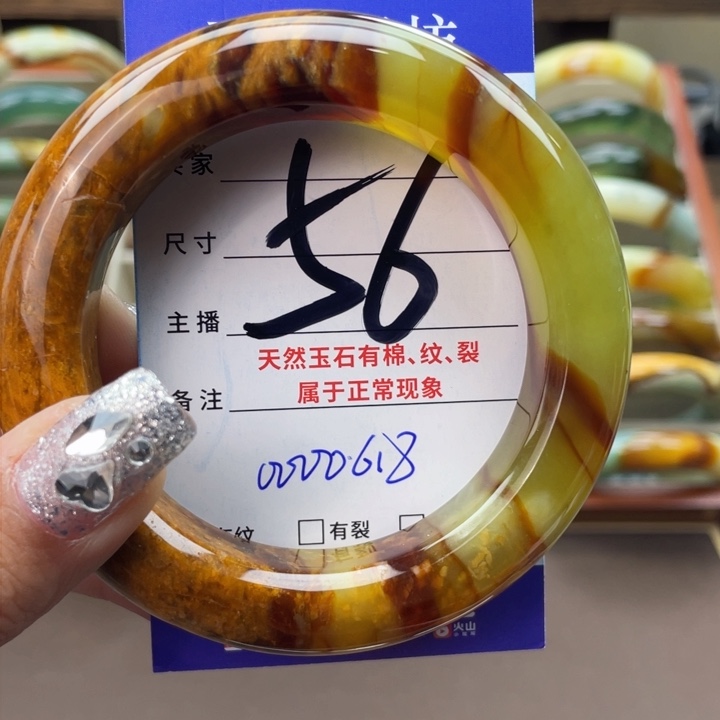 家
尺寸
56
主播
天然玉石有棉、纹、裂
属于正常现象
备注
0000618
有纹 □有裂 □
火山